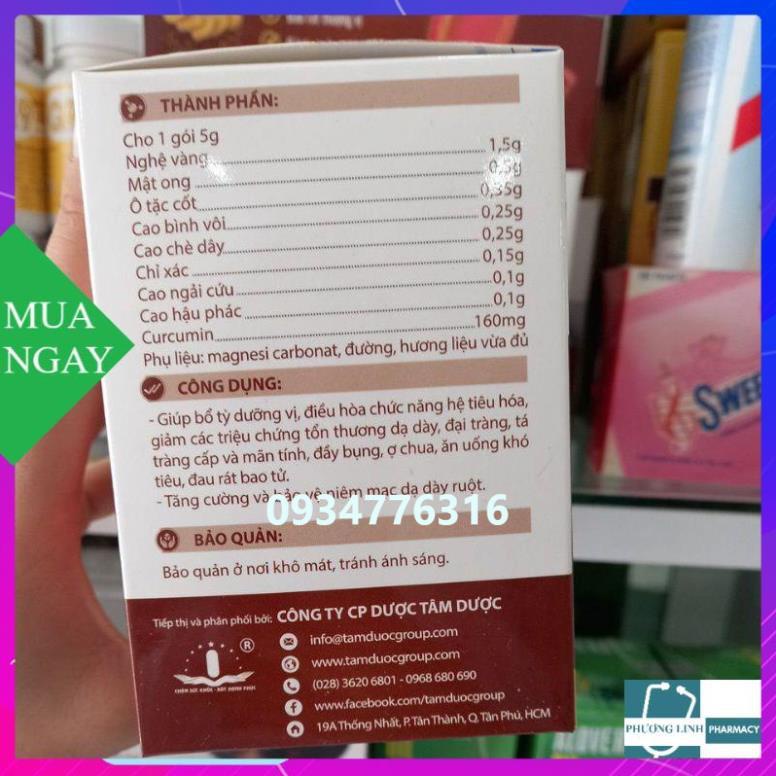 THÀNH PHẦN:
Cho 1 gói 5g
Nghệ vàng 1,5g
Mật ong 0,5g
Ô tặc cốt 0,35g
Cao bình vôi 0,25g
Cao chè dây 0,25g
Chỉ xác 0,15g
Cao ngải cứu 0,1g
Cao hậu phác 0,1g
Curcumin 160mg
Phụ liệu: magnesi carbonat, đường, hương liệu vừa đủ
CÔNG DỤNG:
- Giúp bổ tỳ dưỡng vị, điều hòa chức năng hệ tiêu hóa,
giảm các triệu chứng tổn thương dạ dày, đại tràng, tá
tràng cấp và mãn tính, đầy bụng, ợ chua, ăn uống khó
tiêu, đau rát bao tử.
- Tăng cường và bảo vệ niêm mạc dạ dày ruột.
0934776316
BẢO QUẢN:
Bảo quản ở nơi khô mát, tránh ánh sáng.
Tiếp thị và phân phối bởi: CÔNG TY CP DƯỢC TÂM DƯỢC
info@tamduocgroup.com
www.tamduocgroup.com
(028) 3620 6801 - 0968 680 690
www.facebook.com/tamduocgroup
19A Thống Nhất, P. Tân Thành, Q. Tân Phú, HCM
MUA
NGAY
SWEE
PHƯƠNG LINH PHARMACY